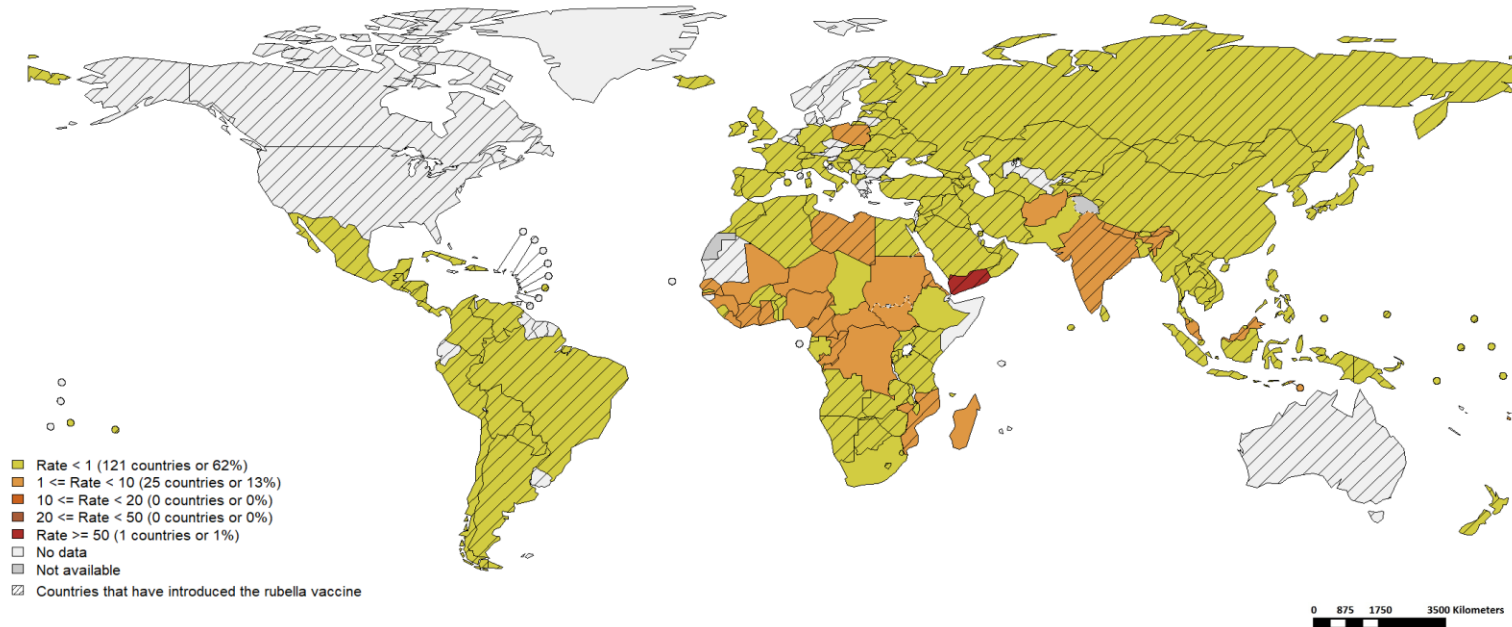 Rate < 1 (121 countries or 62%)
1 <= Rate < 10 (25 countries or 13%)
10 <= Rate < 20 (0 countries or 0%)
20 <= Rate < 50 (0 countries or 0%)
Rate >= 50 (1 countries or 1%)
No data
Not available
Countries that have introduced the rubella vaccine
0 875 1750 3500 Kilometers